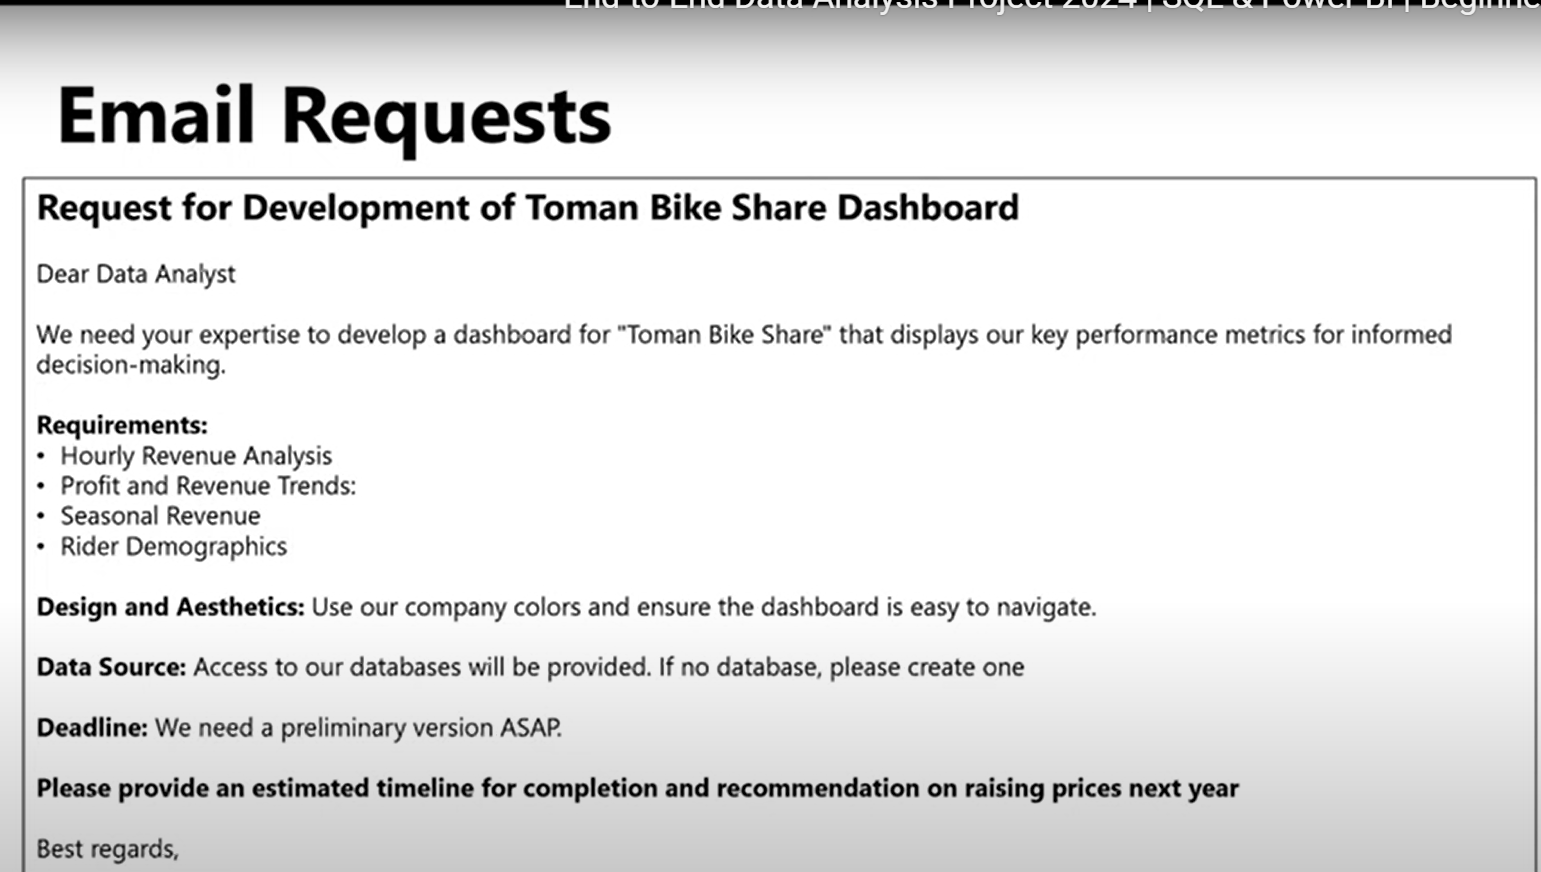 End to End Data Analysis Project 2024 | SQL & Power BI | Beginne
Email Requests
Request for Development of Toman Bike Share Dashboard
Dear Data Analyst
We need your expertise to develop a dashboard for "Toman Bike Share" that displays our key performance metrics for informed
decision-making.
Requirements:
• Hourly Revenue Analysis
• Profit and Revenue Trends:
• Seasonal Revenue
• Rider Demographics
Design and Aesthetics: Use our company colors and ensure the dashboard is easy to navigate.
Data Source: Access to our databases will be provided. If no database, please create one
Deadline: We need a preliminary version ASAP.
Please provide an estimated timeline for completion and recommendation on raising prices next year
Best regards,